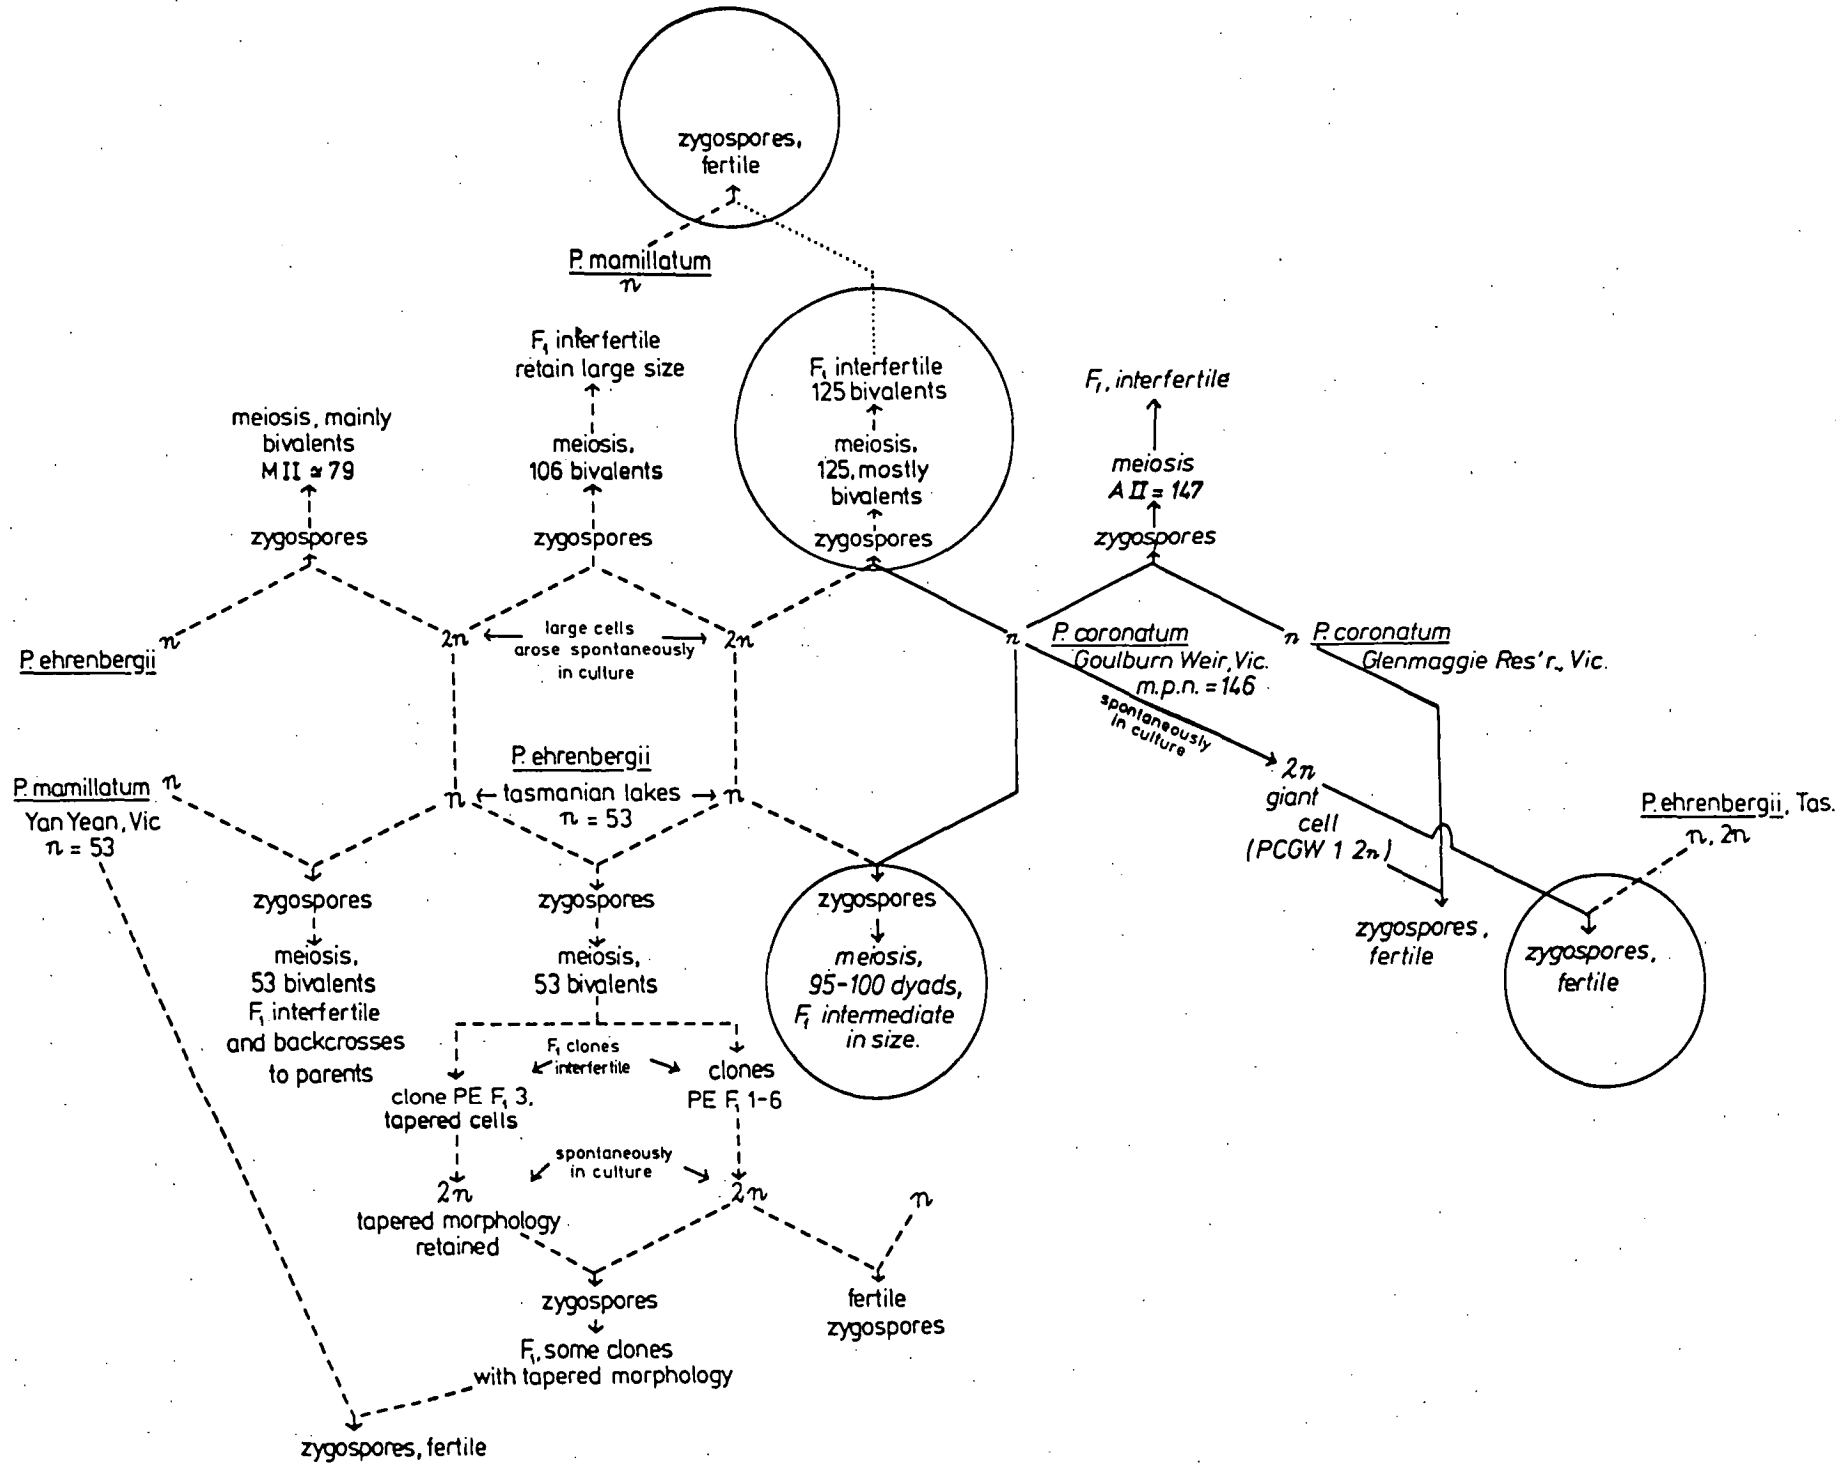 zygospores,
fertile
P. mamillatum
n
F₁ interfertile
retain large size
F₁ interfertile
125 bivalents
F₁, interfertile
meiosis, mainly
bivalents
MII ≃ 79
meiosis,
106 bivalents
meiosis,
125, mostly
bivalents
meiosis
AII = 147
zygospores
zygospores
zygospores
zygospores
P. ehrenbergii
n
2n
large cells
arose spontaneously
in culture
2n
n
P. coronatum
Goulburn Weir, Vic.
m.p.n. = 146
n
P. coronatum
Glenmaggie Res'r., Vic.
spontaneously
in culture
P. mamillatum
n
Yan Yean, Vic
n = 53
n
P. ehrenbergii
tasmanian lakes
n = 53
n
2n
giant
cell
(PCGW 1 2n)
P. ehrenbergii, Tas.
n, 2n
zygospores
meiosis,
53 bivalents
F₁ interfertile
and backcrosses
to parents
zygospores
meiosis,
53 bivalents
zygospores
meiosis,
95-100 dyads,
F₁ intermediate
in size.
zygospores,
fertile
zygospores,
fertile
F₁ clones
interfertile
clone PE F₁ 3,
tapered cells
clones
PE F₁ 1-6
spontaneously
in culture
2n
tapered morphology
retained
2n
n
zygospores
fertile
zygospores
F₁, some clones
with tapered morphology
zygospores, fertile